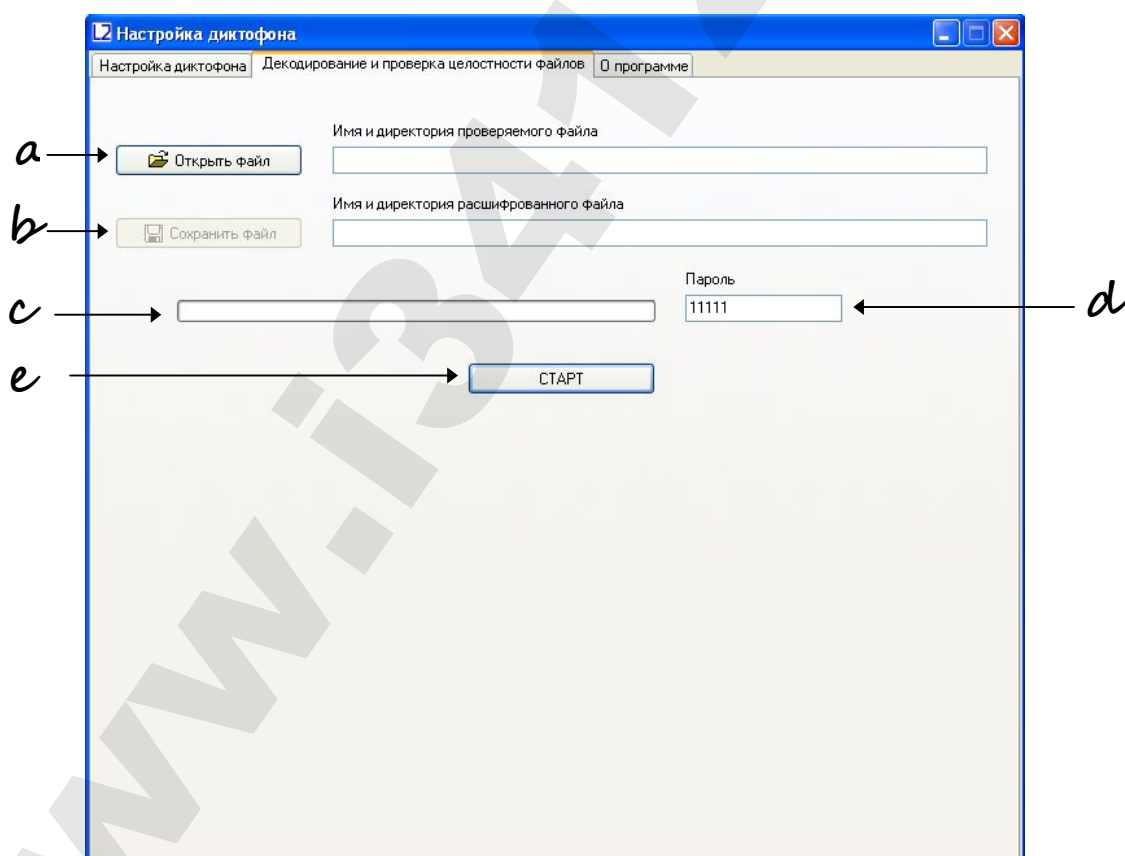 Настройка диктофона
Настройка диктофона Декодирование и проверка целостности файлов О программе
Имя и директория проверяемого файла
a Открыть файл
Имя и директория расшифрованного файла
b Сохранить файл
Пароль
c 11111 d
e СТАРТ
www.i341